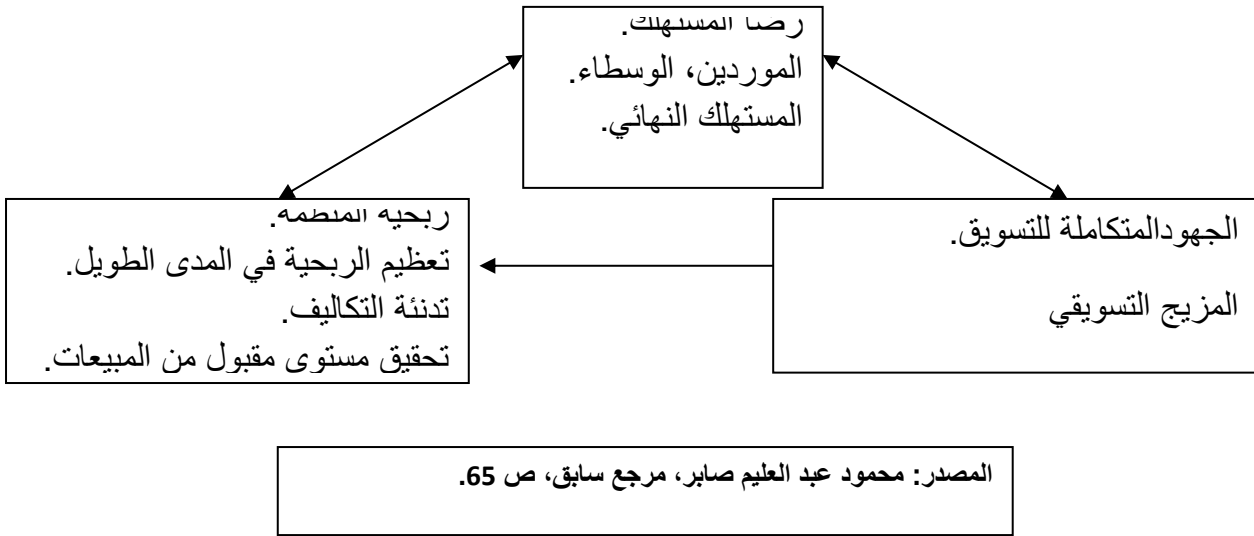 رضا المستهلك.
الموردين، الوسطاء.
المستهلك النهائي.
ربحية المنظمة.
تعظيم الربحية في المدى الطويل.
تدنئة التكاليف.
تحقيق مستوى مقبول من المبيعات.
الجهودالمتكاملة للتسويق.
المزيج التسويقي
المصدر: محمود عبد العليم صابر، مرجع سابق، ص 65.